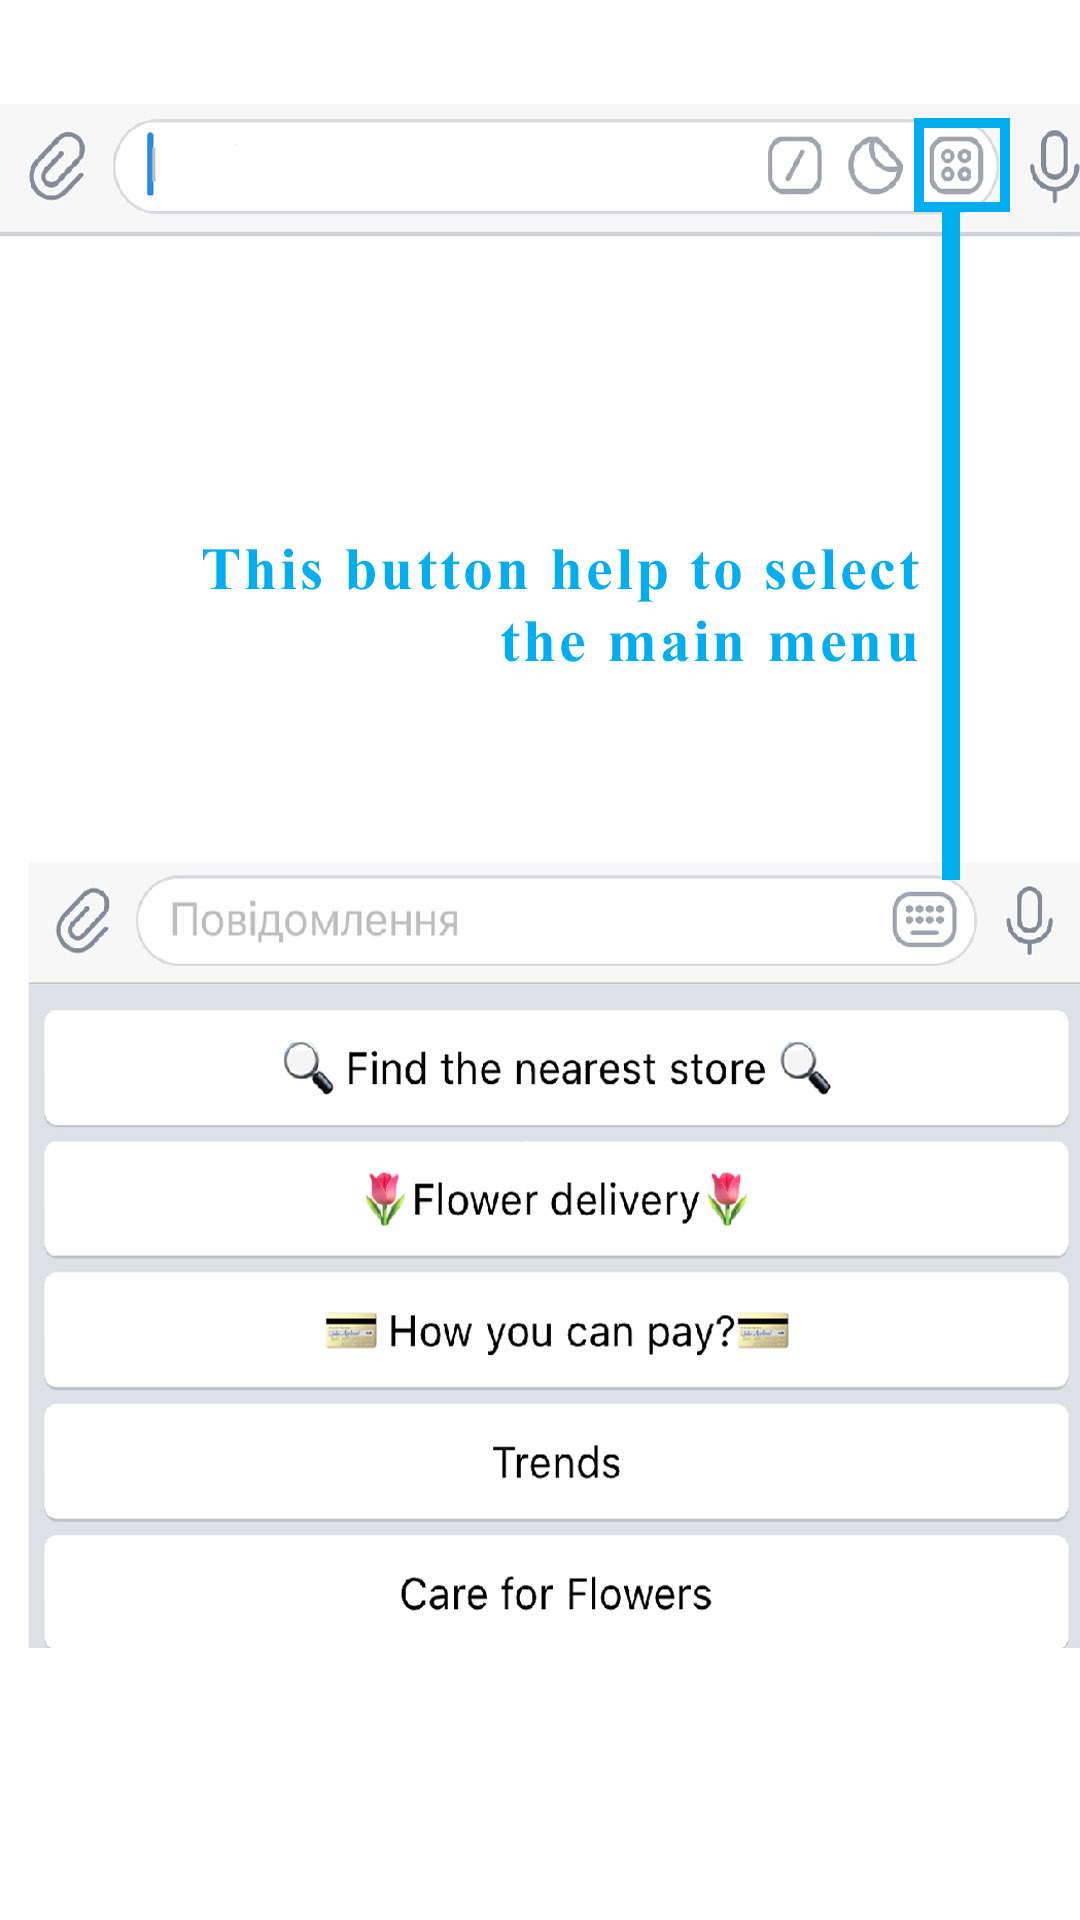 This button help to select
the main menu
Повідомлення
🔍 Find the nearest store 🔍
🌷Flower delivery🌷
💳 How you can pay?💳
Trends
Care for Flowers